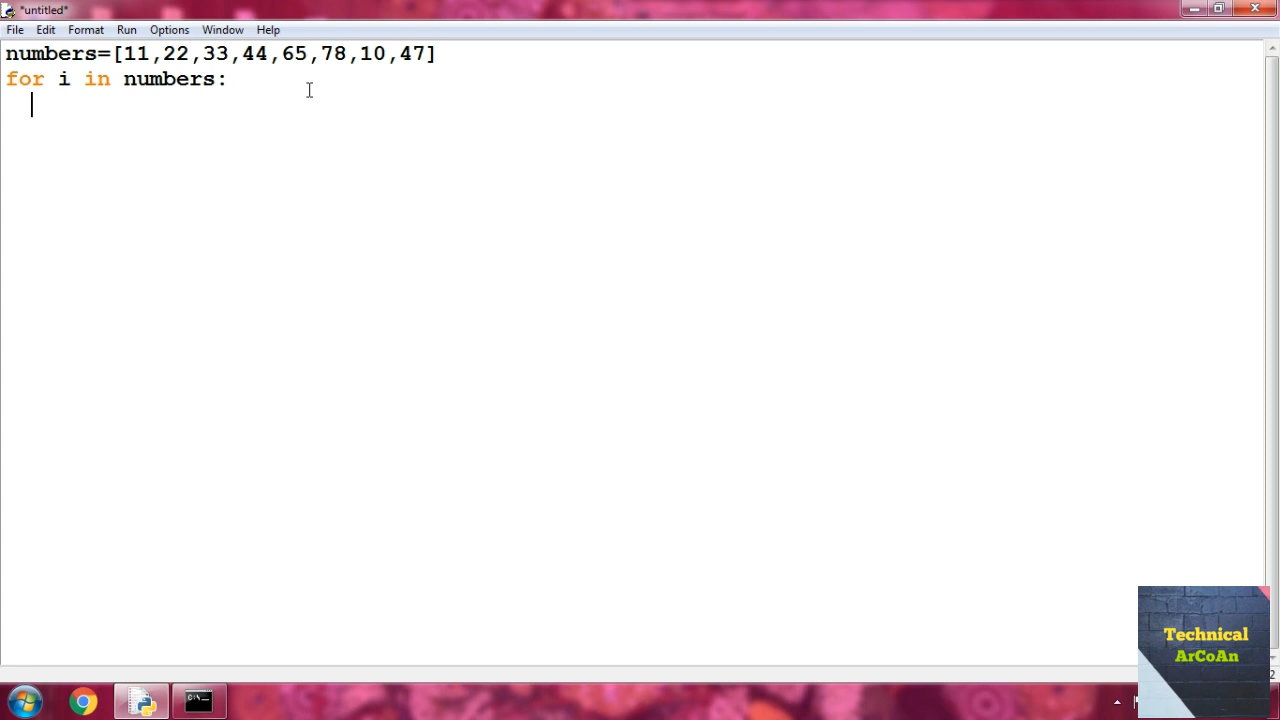 *untitled*
File Edit Format Run Options Window Help
numbers=[11,22,33,44,65,78,10,47]
for i in numbers:
C:\_
Technical
ArCoAn
2